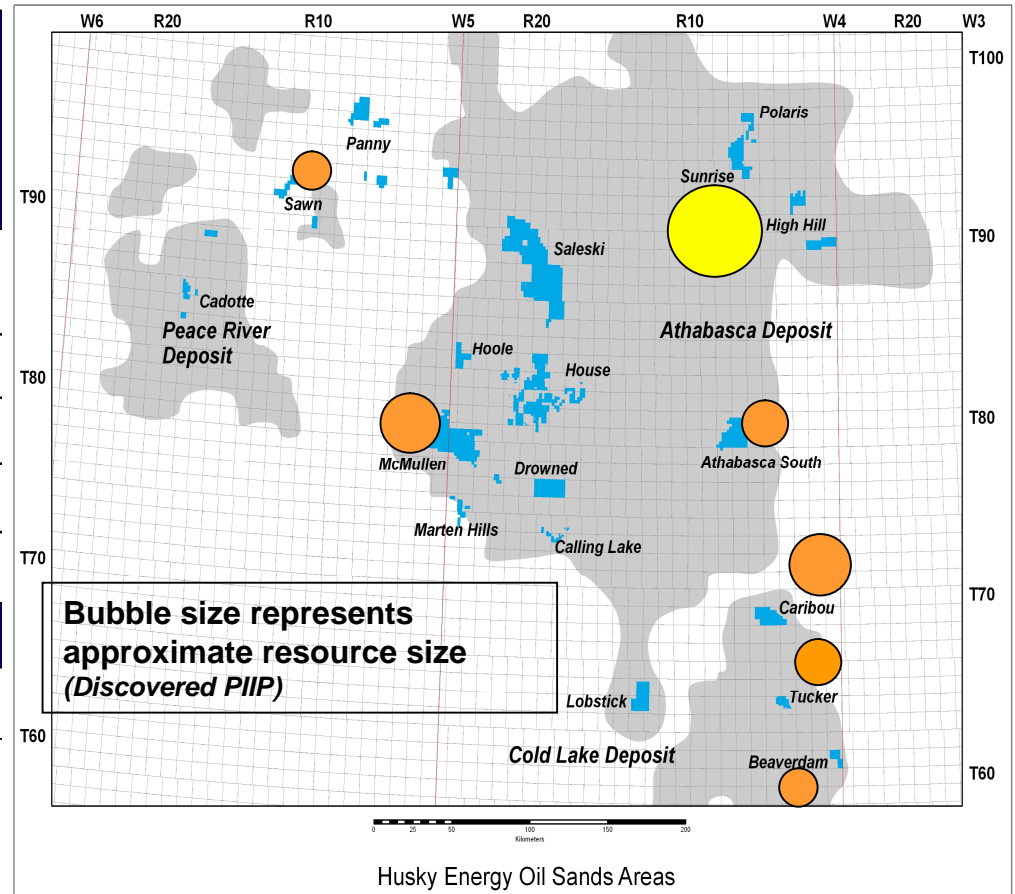 W6 R20 R10 W5 R20 R10 W4 R20 W3
T100
Polaris
Panny
Sunrise
T90
Sawn
High Hill
T90
Saleski
Cadotte
Peace River
Deposit
Athabasca Deposit
Hoole
House
T80
T80
McMullen
Drowned
Athabasca South
Marten Hills
Calling Lake
T70
T70
Bubble size represents
approximate resource size
(Discovered PIIP)
Caribou
Lobstick
Tucker
T60
Cold Lake Deposit
Beaverdam
T60
0 25 50 100 150 200
Kilometers
Husky Energy Oil Sands Areas